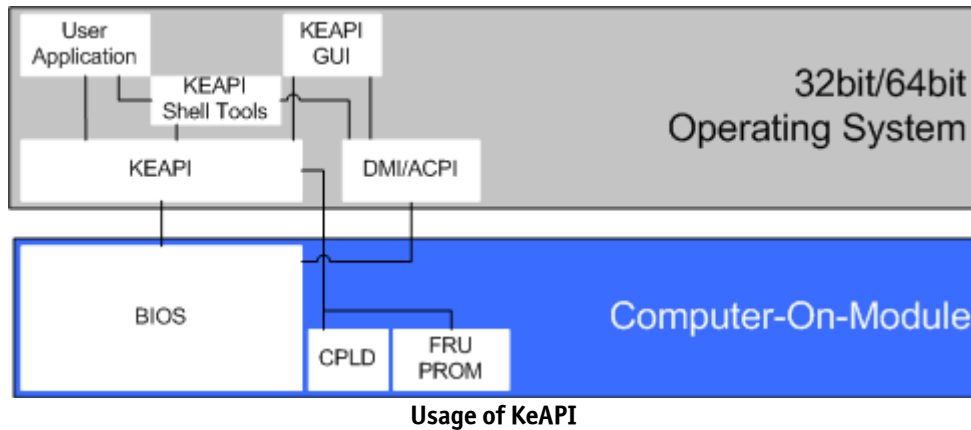 User
Application
KEAPI
GUI
KEAPI
Shell Tools
32bit/64bit
Operating System
KEAPI
DMI/ACPI
BIOS
Computer-On-Module
CPLD
FRU
PROM
Usage of KeAPI